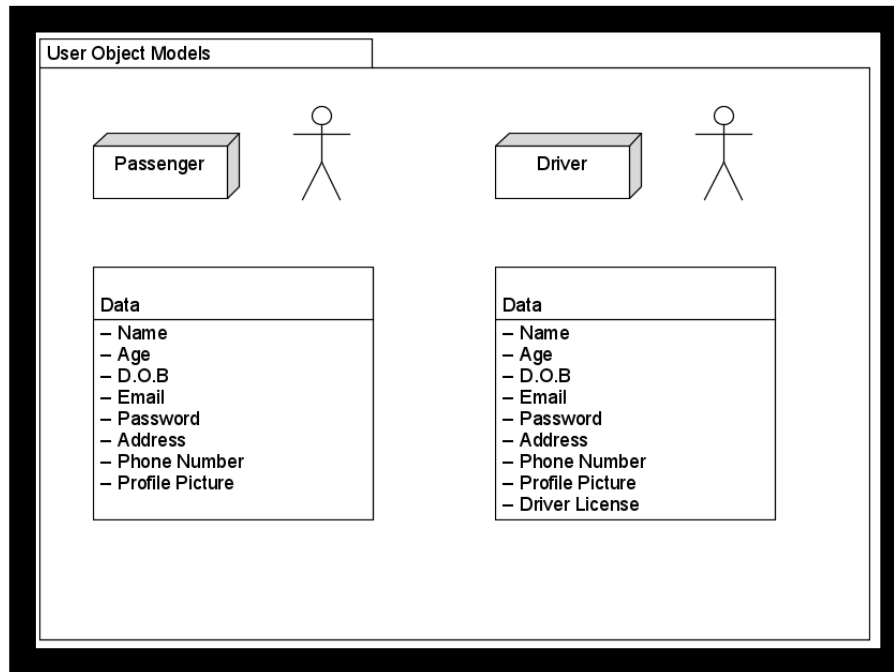 User Object Models
Passenger
Driver
Data
– Name
– Age
– D.O.B
– Email
– Password
– Address
– Phone Number
– Profile Picture
Data
– Name
– Age
– D.O.B
– Email
– Password
– Address
– Phone Number
– Profile Picture
– Driver License